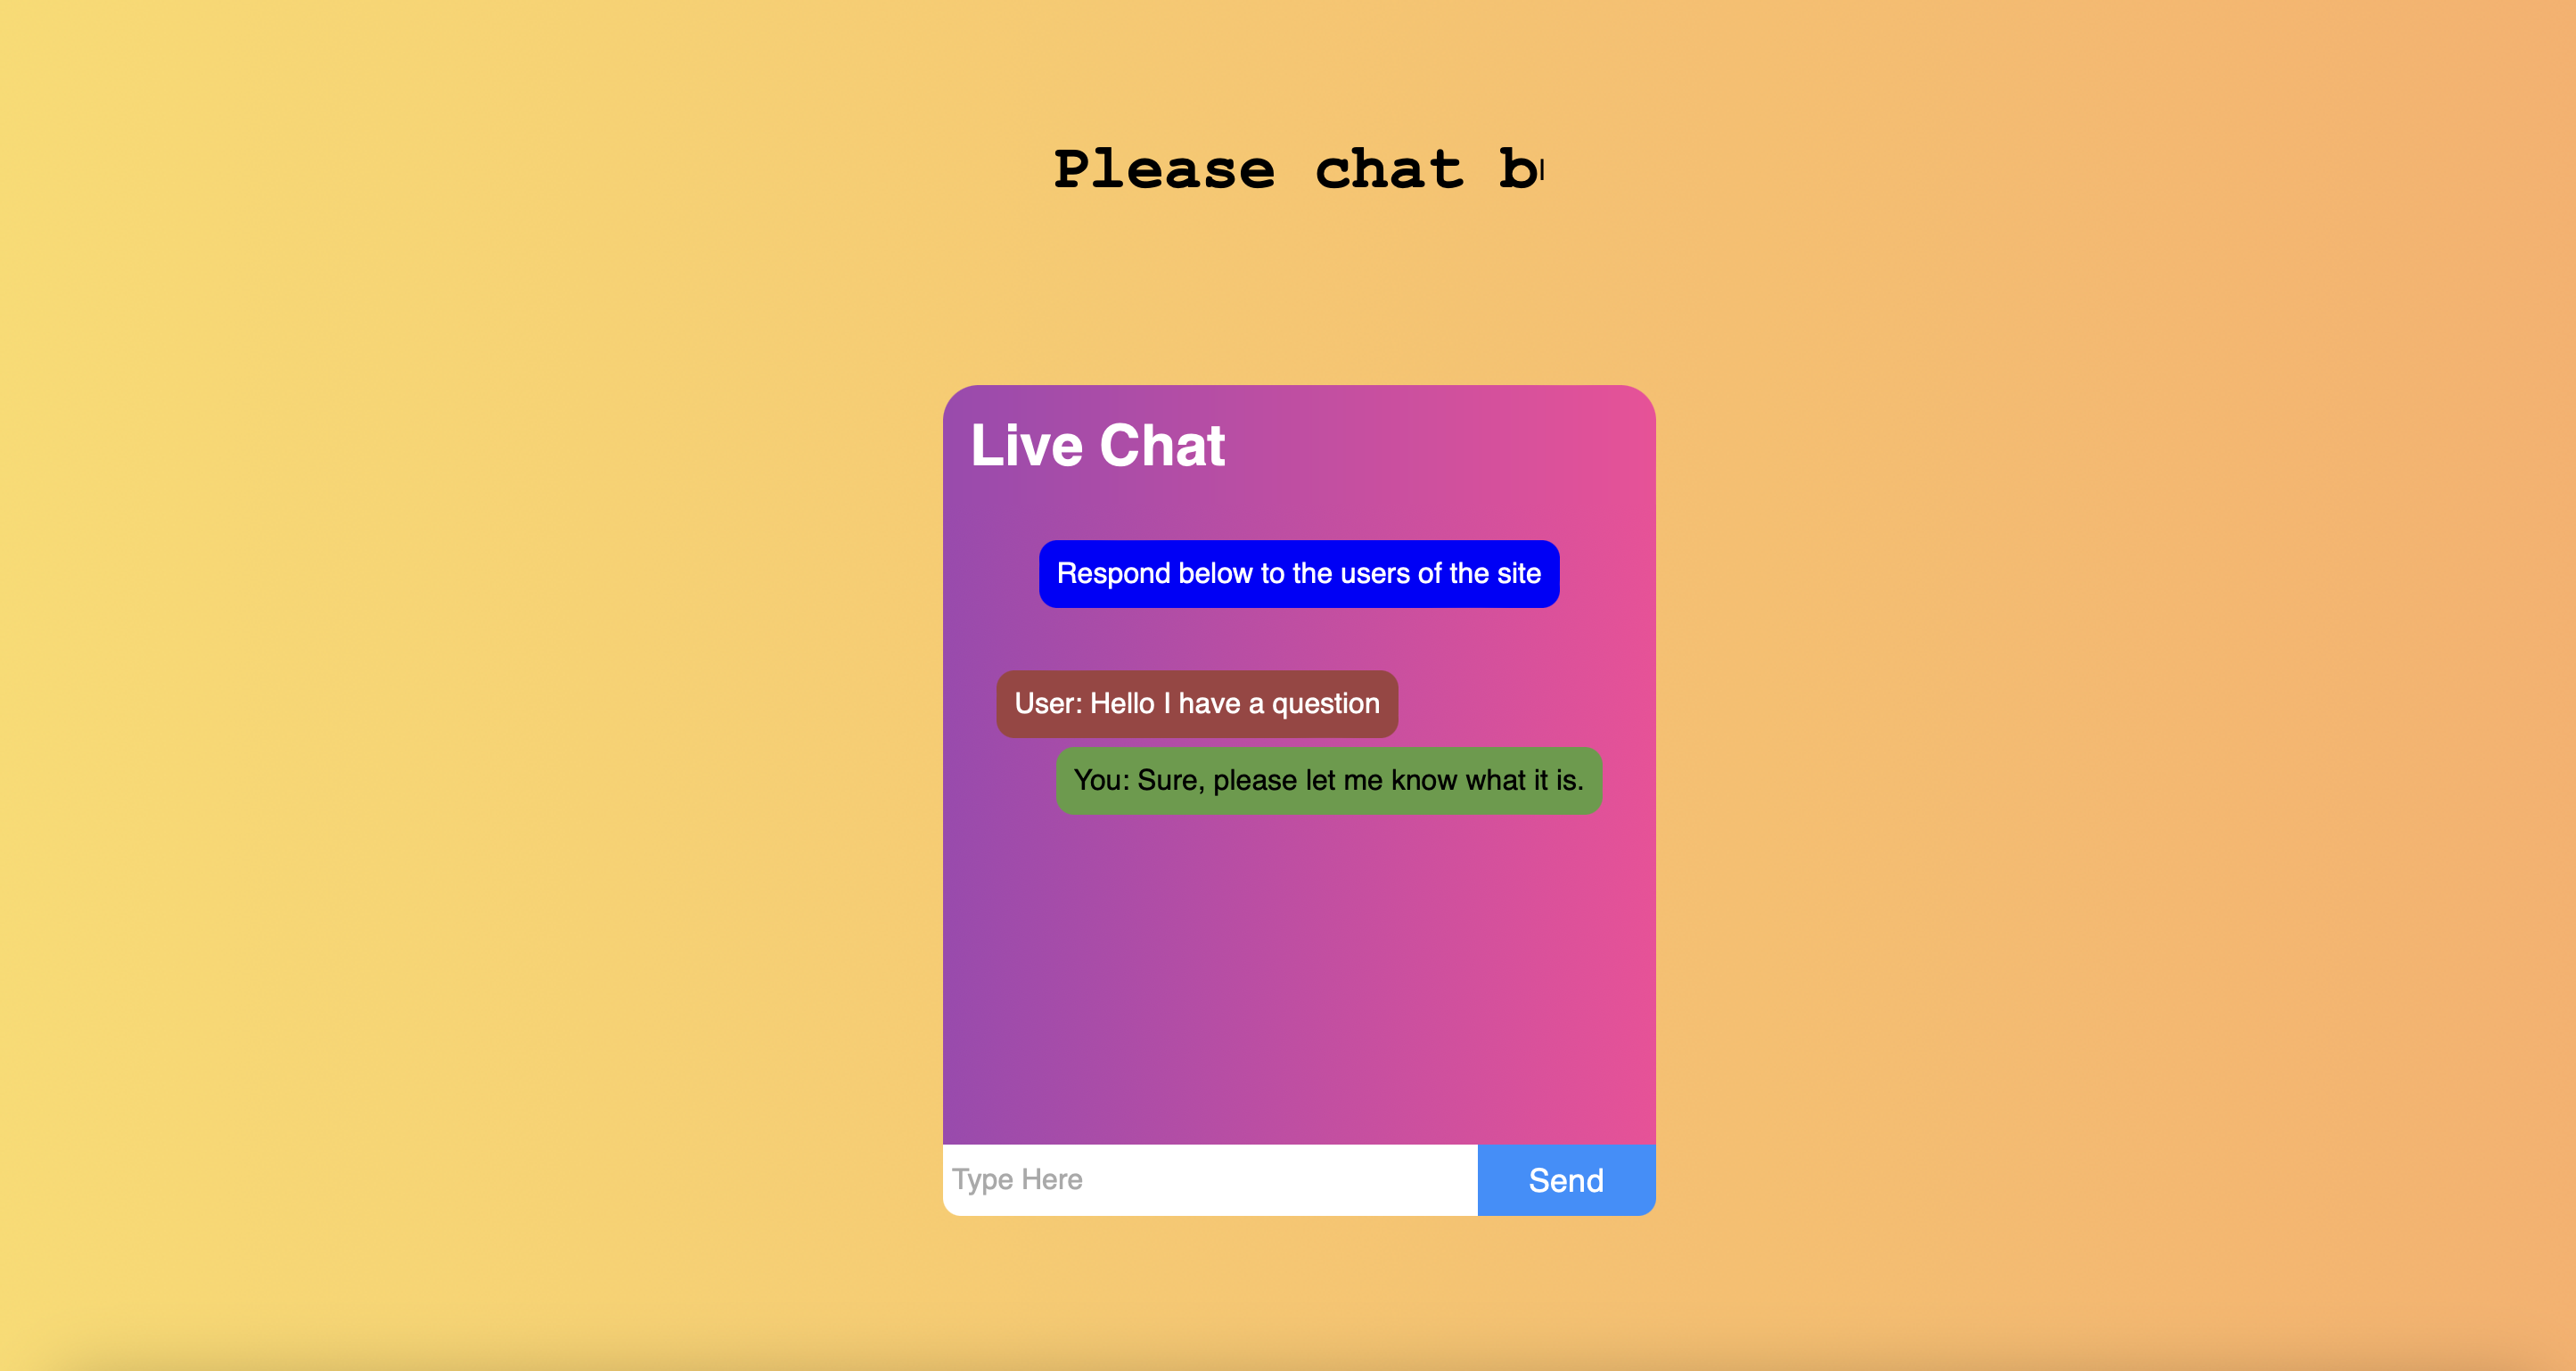 Please chat b
Live Chat
Respond below to the users of the site
User: Hello I have a question
You: Sure, please let me know what it is.
Type Here
Send